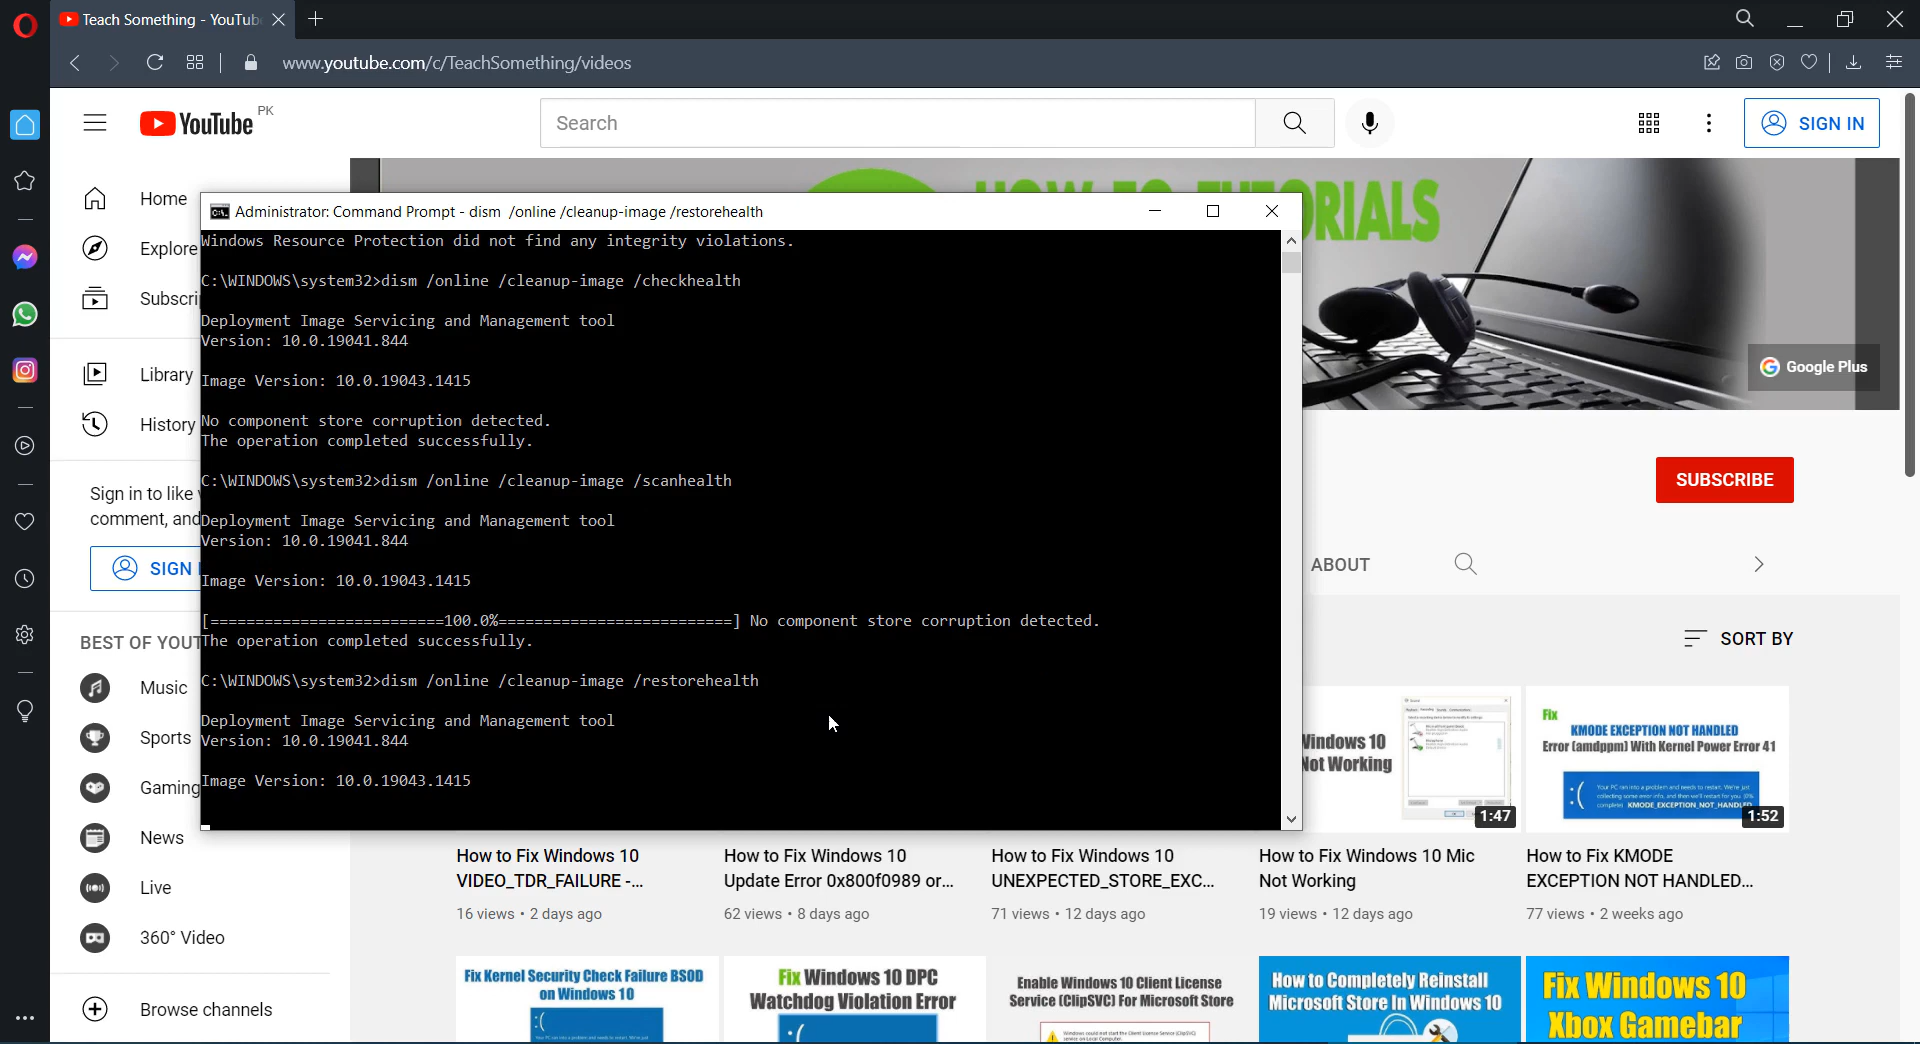 Teach Something - YouTub
www.youtube.com/c/TeachSomething/videos
YouTube PK
Search
SIGN IN
Home
Explore
Subscri
Library
History
Sign in to like
comment, and
SIGN
BEST OF YOUT
Music
Sports
Gaming
News
Live
360° Video
Browse channels
RIALS
Google Plus
SUBSCRIBE
ABOUT
SORT BY
Administrator: Command Prompt - dism /online /cleanup-image /restorehealth
Windows Resource Protection did not find any integrity violations.
C:\WINDOWS\system32>dism /online /cleanup-image /checkhealth
Deployment Image Servicing and Management tool
Version: 10.0.19041.844
Image Version: 10.0.19043.1415
No component store corruption detected.
The operation completed successfully.
C:\WINDOWS\system32>dism /online /cleanup-image /scanhealth
Deployment Image Servicing and Management tool
Version: 10.0.19041.844
Image Version: 10.0.19043.1415
[==========================100.0%==========================] No component store corruption detected.
The operation completed successfully.
C:\WINDOWS\system32>dism /online /cleanup-image /restorehealth
Deployment Image Servicing and Management tool
Version: 10.0.19041.844
Image Version: 10.0.19043.1415
Windows 10
Not Working
1:47
Fix
KMODE EXCEPTION NOT HANDLED
Error (amdppm) With Kernel Power Error 41
1:52
How to Fix Windows 10
VIDEO_TDR_FAILURE -...
16 views • 2 days ago
How to Fix Windows 10
Update Error 0x800f0989 or...
62 views • 8 days ago
How to Fix Windows 10
UNEXPECTED_STORE_EXC...
71 views • 12 days ago
How to Fix Windows 10 Mic
Not Working
19 views • 12 days ago
How to Fix KMODE
EXCEPTION NOT HANDLED...
77 views • 2 weeks ago
Fix Kernel Security Check Failure BSOD
on Windows 10
Fix Windows 10 DPC
Watchdog Violation Error
Enable Windows 10 Client License
Service (ClipSVC) For Microsoft Store
How to Completely Reinstall
Microsoft Store In Windows 10
Fix Windows 10
Xbox Gamebar